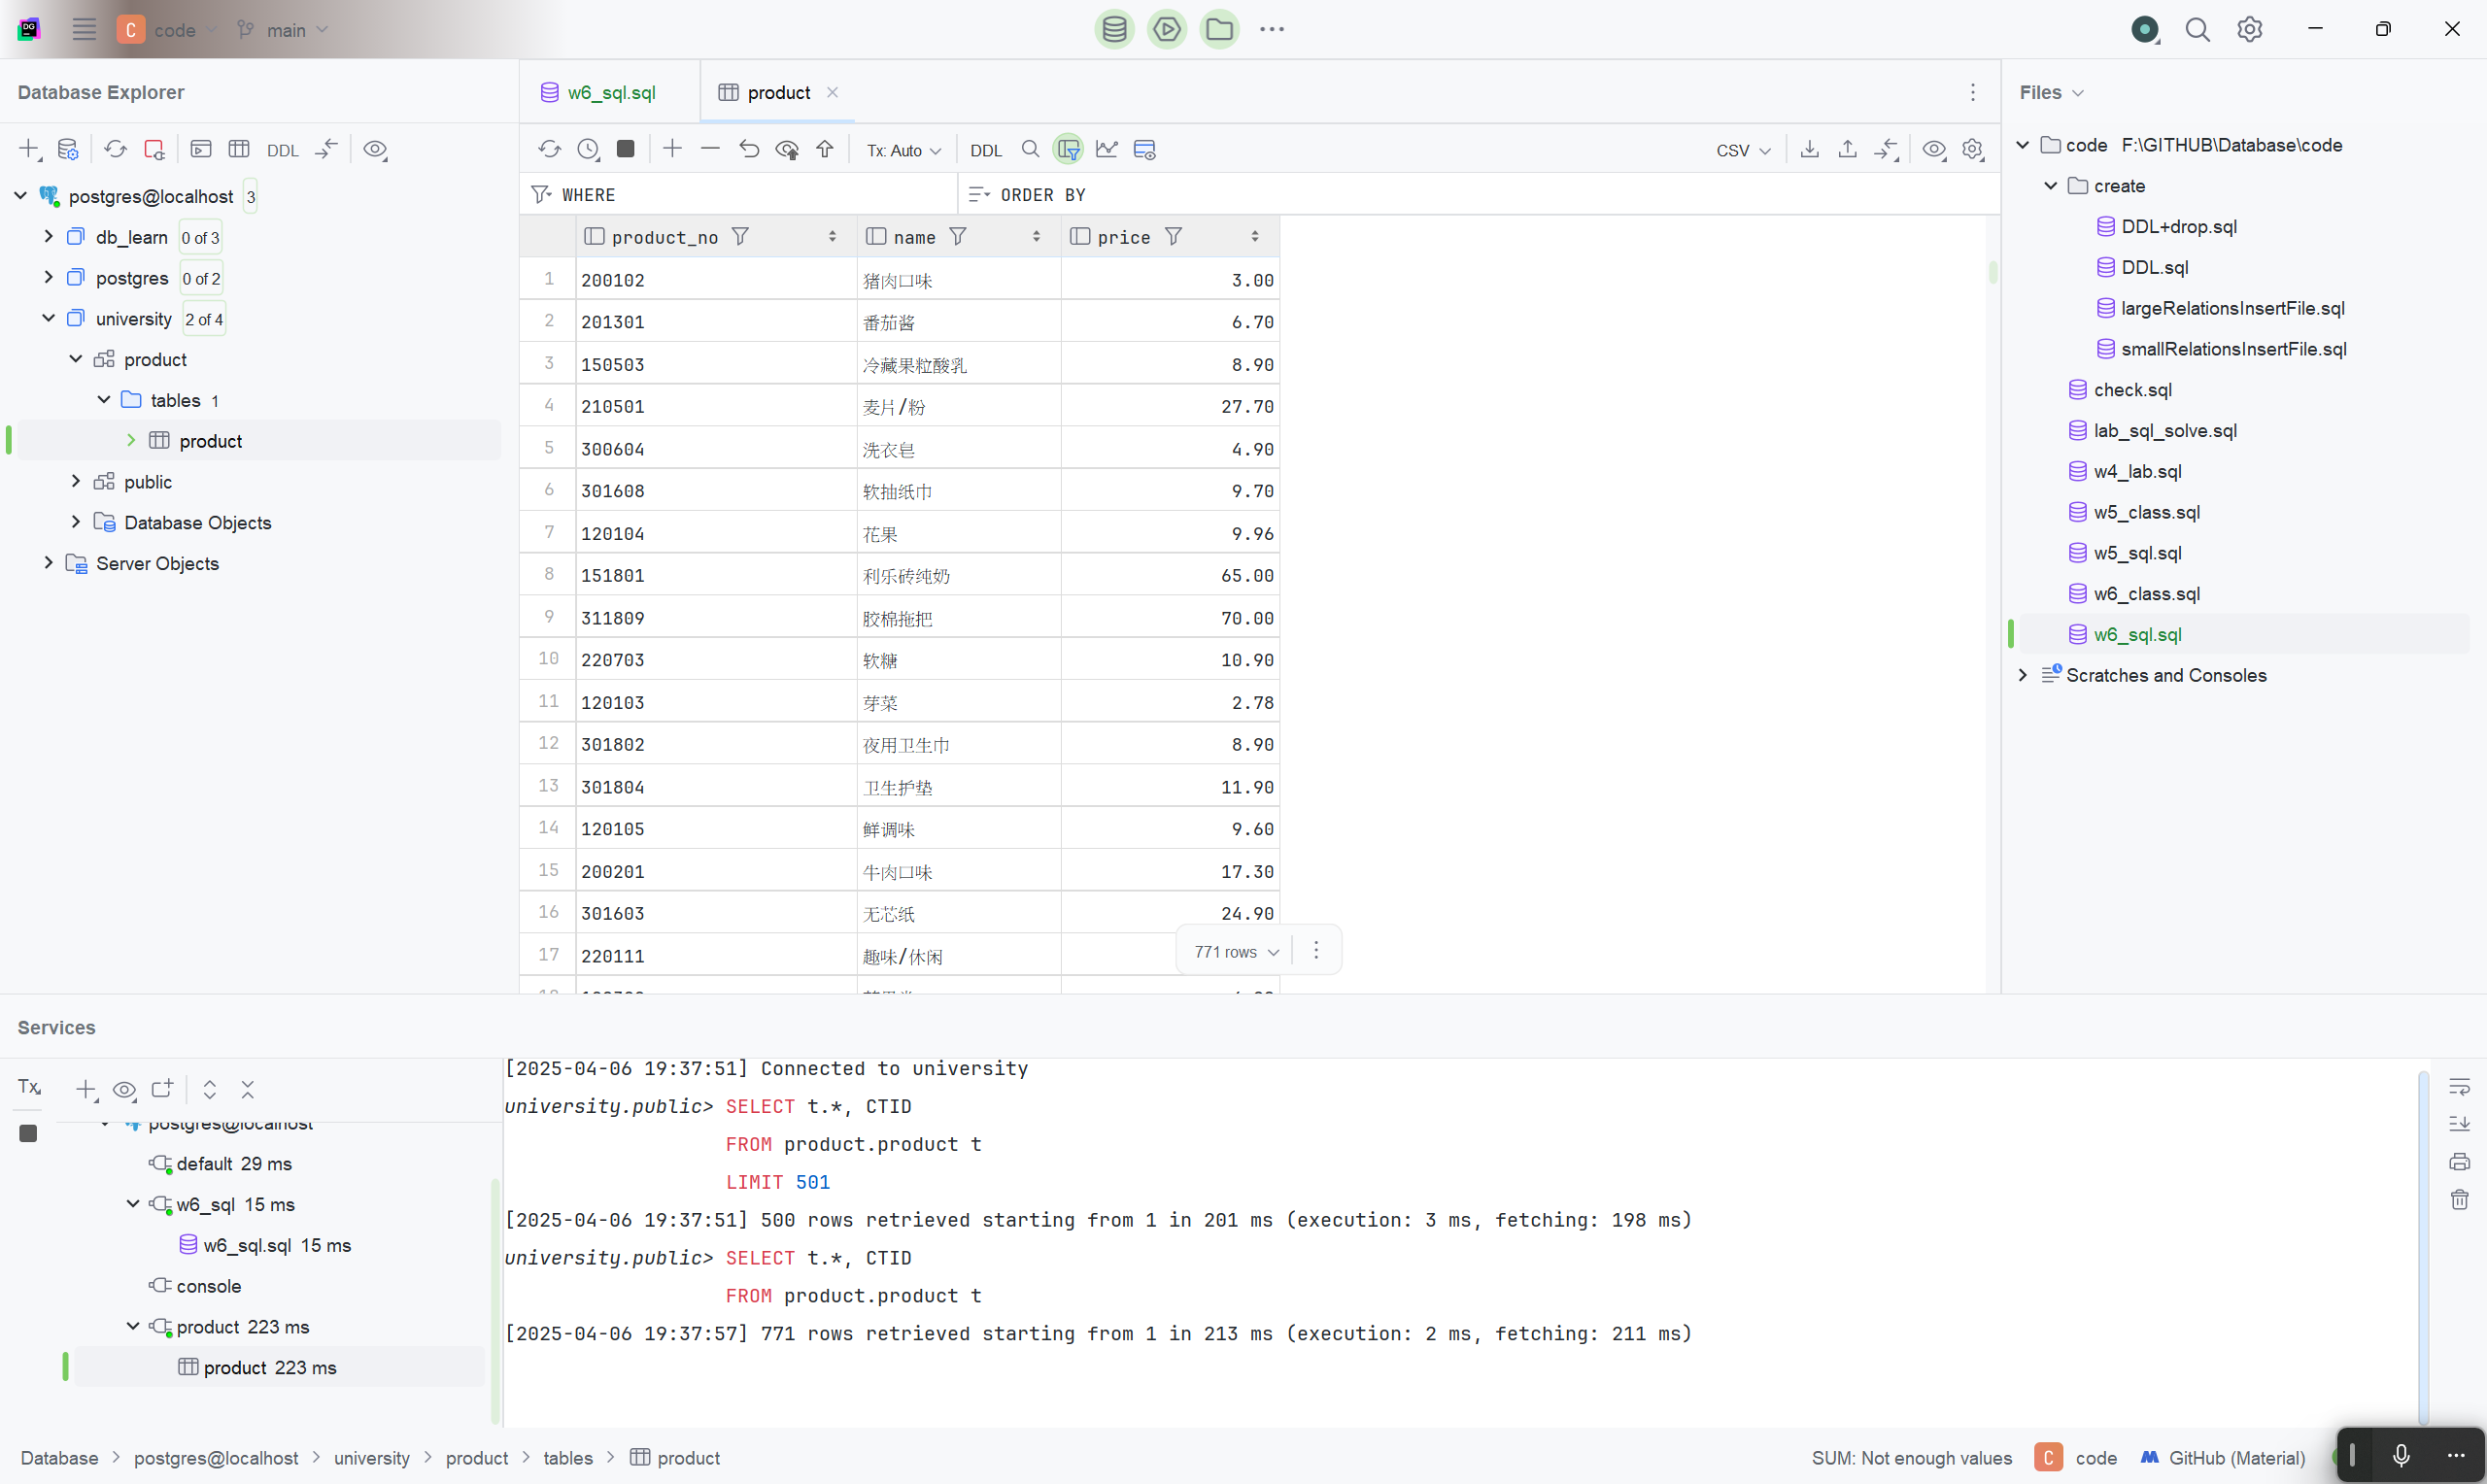 DG
C code main
Database Explorer
DDL
postgres@localhost 3
db_learn 0 of 3
postgres 0 of 2
university 2 of 4
product
tables 1
product
public
Database Objects
Server Objects
w6_sql.sql product
Tx: Auto DDL CSV
WHERE ORDER BY
product_no name price
1 200102 猪肉口味 3.00
2 201301 番茄酱 6.70
3 150503 冷藏果粒酸乳 8.90
4 210501 麦片/粉 27.70
5 300604 洗衣皂 4.90
6 301608 软抽纸巾 9.70
7 120104 花果 9.96
8 151801 利乐砖纯奶 65.00
9 311809 胶棉拖把 70.00
10 220703 软糖 10.90
11 120103 芽菜 2.78
12 301802 夜用卫生巾 8.90
13 301804 卫生护垫 11.90
14 120105 鲜调味 9.60
15 200201 牛肉口味 17.30
16 301603 无芯纸 24.90
17 220111 趣味/休闲
771 rows
Files
code F:\GITHUB\Database\code
create
DDL+drop.sql
DDL.sql
largeRelationsInsertFile.sql
smallRelationsInsertFile.sql
check.sql
lab_sql_solve.sql
w4_lab.sql
w5_class.sql
w5_sql.sql
w6_class.sql
w6_sql.sql
Scratches and Consoles
Services
Tx
postgres@localhost
default 29 ms
w6_sql 15 ms
w6_sql.sql 15 ms
console
product 223 ms
product 223 ms
[2025-04-06 19:37:51] Connected to university
university.public> SELECT t.*, CTID
FROM product.product t
LIMIT 501
[2025-04-06 19:37:51] 500 rows retrieved starting from 1 in 201 ms (execution: 3 ms, fetching: 198 ms)
university.public> SELECT t.*, CTID
FROM product.product t
[2025-04-06 19:37:57] 771 rows retrieved starting from 1 in 213 ms (execution: 2 ms, fetching: 211 ms)
Database > postgres@localhost > university > product > tables > product
SUM: Not enough values C code GitHub (Material)